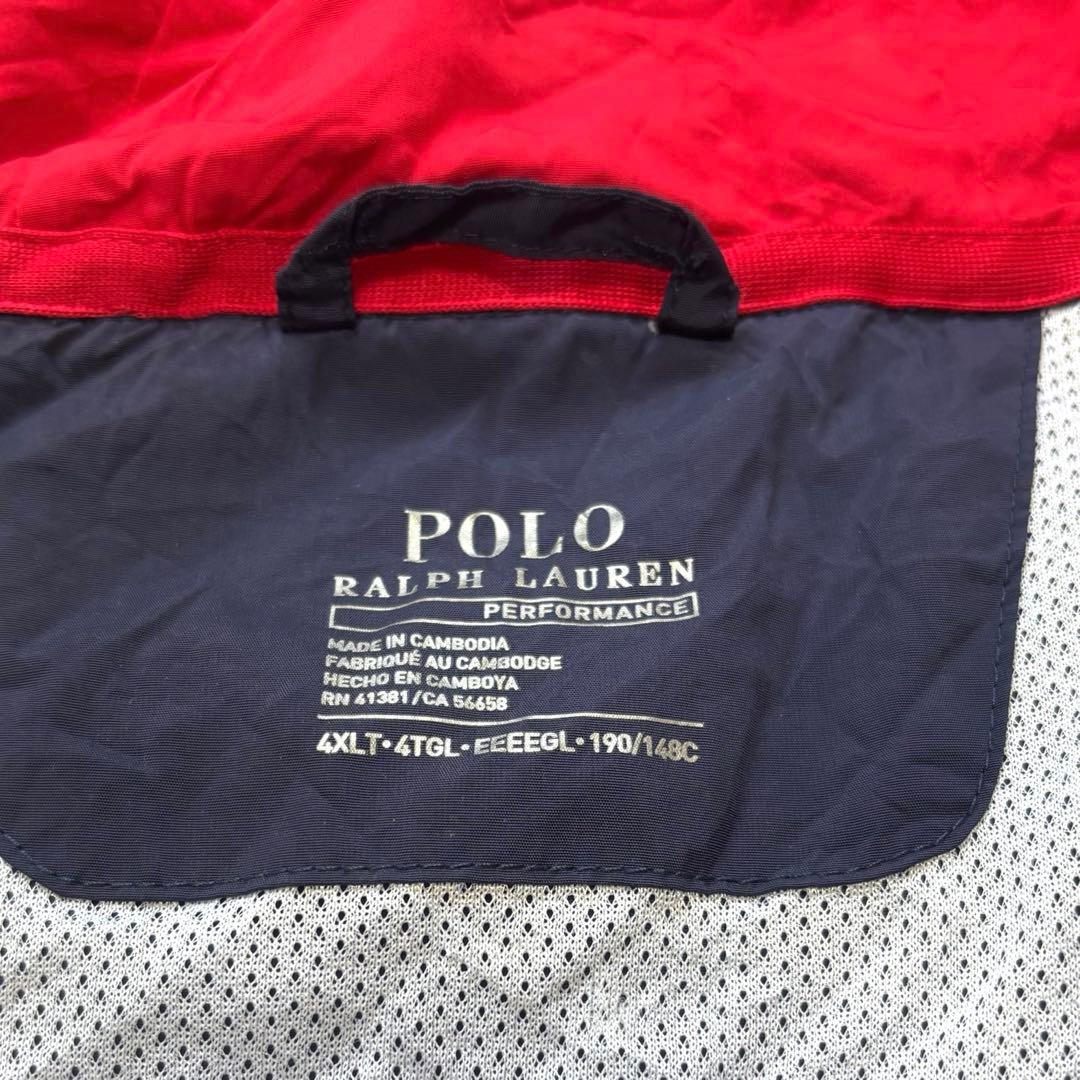 POLO
RALPH LAUREN
PERFORMANCE
MADE IN CAMBODIA
FABRIQUÉ AU CAMBODGE
HECHO EN CAMBOYA
RN 41381/CA 56658
4XLT•4TGL•EEEEGL•190/148C